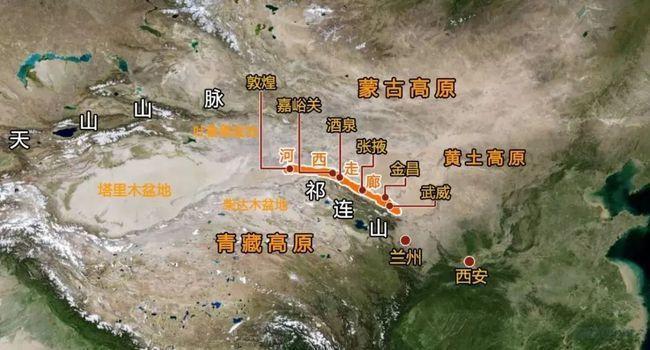 敦煌
蒙古高原
嘉峪关
天山山脉
酒泉
吐鲁番盆地
张掖
河西走廊
黄土高原
金昌
塔里木盆地
武威
柴达木盆地
祁连山
青藏高原
兰州
西安